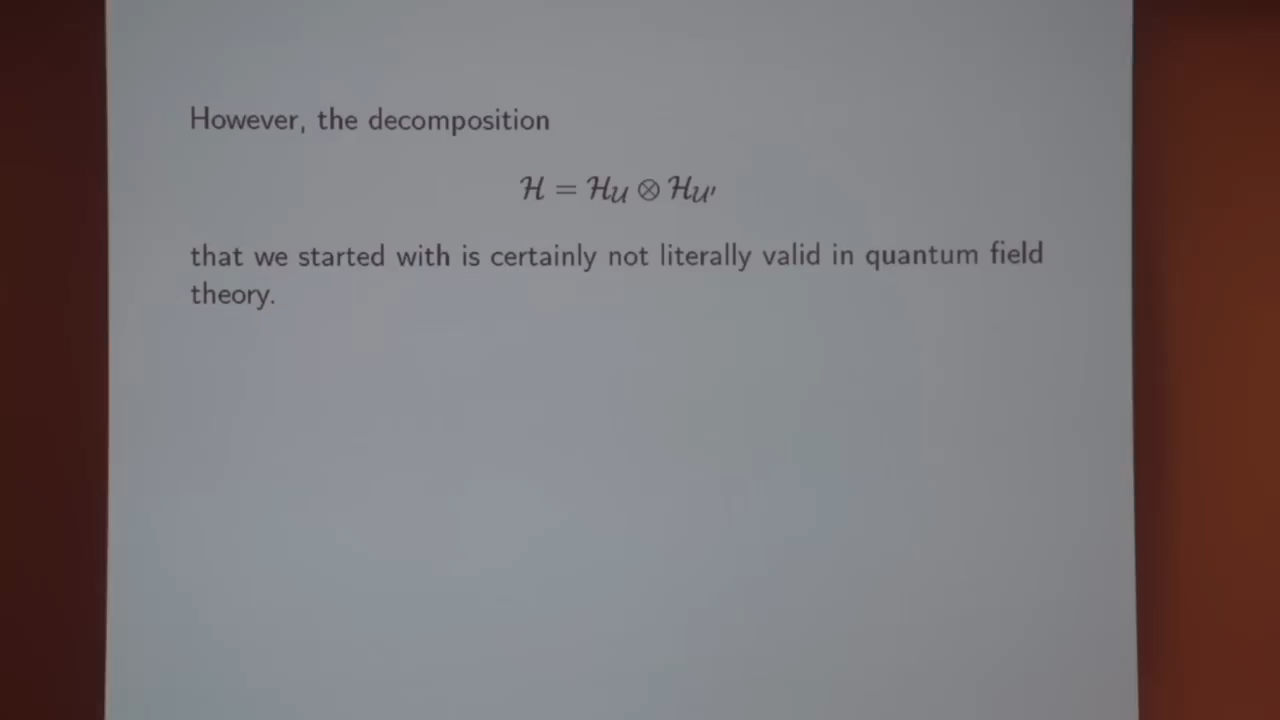 However, the decomposition
ℋ = ℋ_𝒰 ⊗ ℋ_𝒰′
that we started with is certainly not literally valid in quantum field
theory.